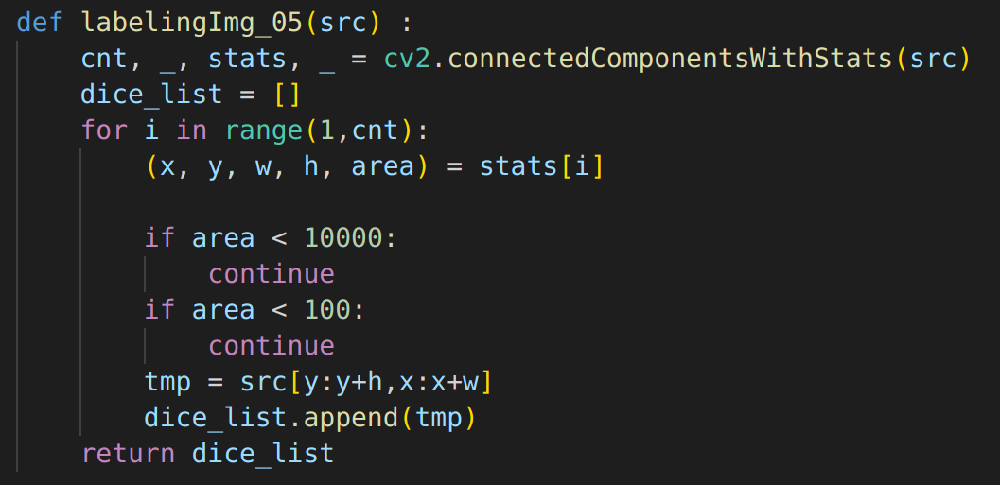 def labelingImg_05(src) :
    cnt, _, stats, _ = cv2.connectedComponentsWithStats(src)
    dice_list = []
    for i in range(1,cnt):
        (x, y, w, h, area) = stats[i]

        if area < 10000:
            continue
        if area < 100:
            continue
        tmp = src[y:y+h,x:x+w]
        dice_list.append(tmp)
    return dice_list